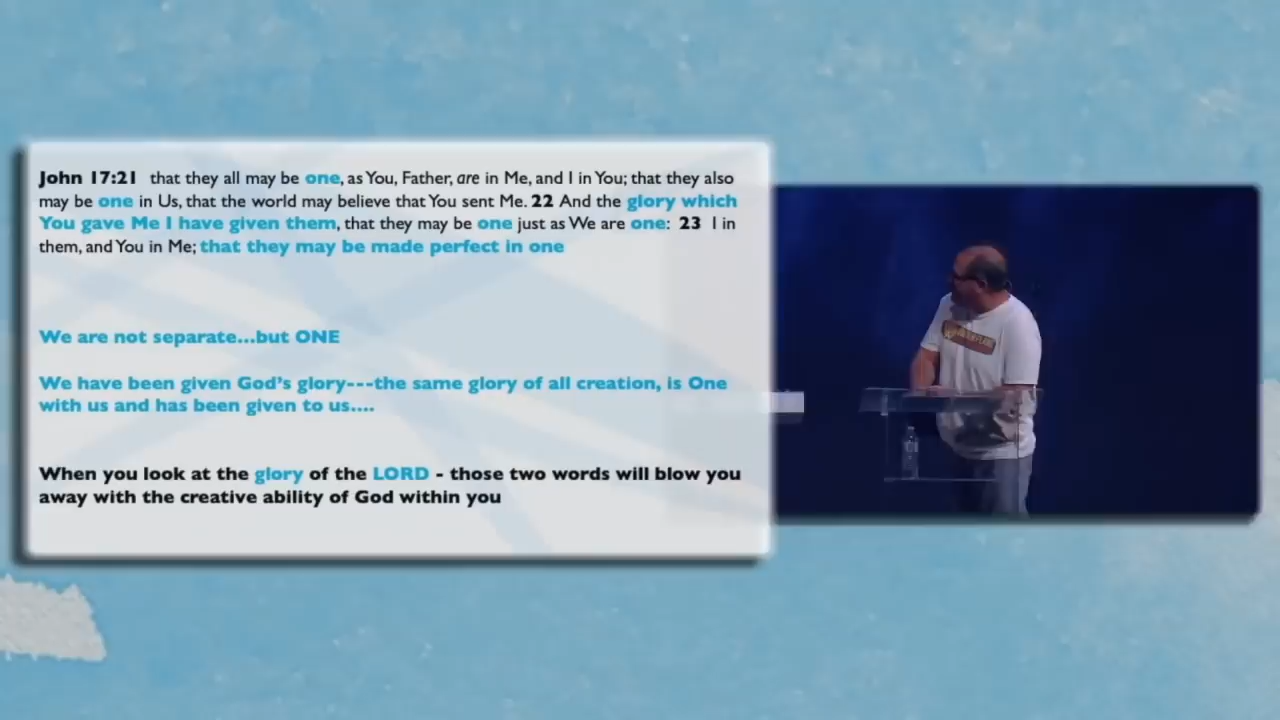 John 17:21 that they all may be one, as You, Father, are in Me, and I in You; that they also
may be one in Us, that the world may believe that You sent Me. 22 And the glory which
You gave Me I have given them, that they may be one just as We are one: 23 I in
them, and You in Me; that they may be made perfect in one
We are not separate...but ONE
We have been given God's glory---the same glory of all creation, is One
with us and has been given to us....
When you look at the glory of the LORD - those two words will blow you
away with the creative ability of God within you